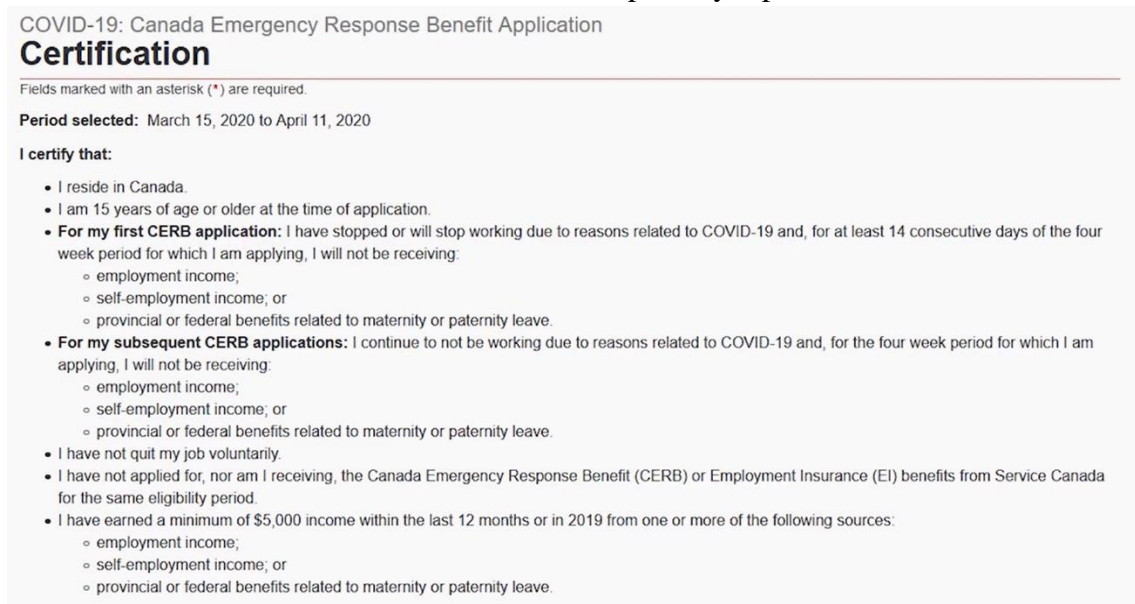 COVID-19: Canada Emergency Response Benefit Application
Certification
Fields marked with an asterisk (*) are required.
Period selected: March 15, 2020 to April 11, 2020
I certify that:
• I reside in Canada.
• I am 15 years of age or older at the time of application.
• For my first CERB application: I have stopped or will stop working due to reasons related to COVID-19 and, for at least 14 consecutive days of the four
week period for which I am applying, I will not be receiving:
◦ employment income;
◦ self-employment income; or
◦ provincial or federal benefits related to maternity or paternity leave.
• For my subsequent CERB applications: I continue to not be working due to reasons related to COVID-19 and, for the four week period for which I am
applying, I will not be receiving:
◦ employment income;
◦ self-employment income; or
◦ provincial or federal benefits related to maternity or paternity leave.
• I have not quit my job voluntarily.
• I have not applied for, nor am I receiving, the Canada Emergency Response Benefit (CERB) or Employment Insurance (EI) benefits from Service Canada
for the same eligibility period.
• I have earned a minimum of $5,000 income within the last 12 months or in 2019 from one or more of the following sources:
◦ employment income;
◦ self-employment income; or
◦ provincial or federal benefits related to maternity or paternity leave.